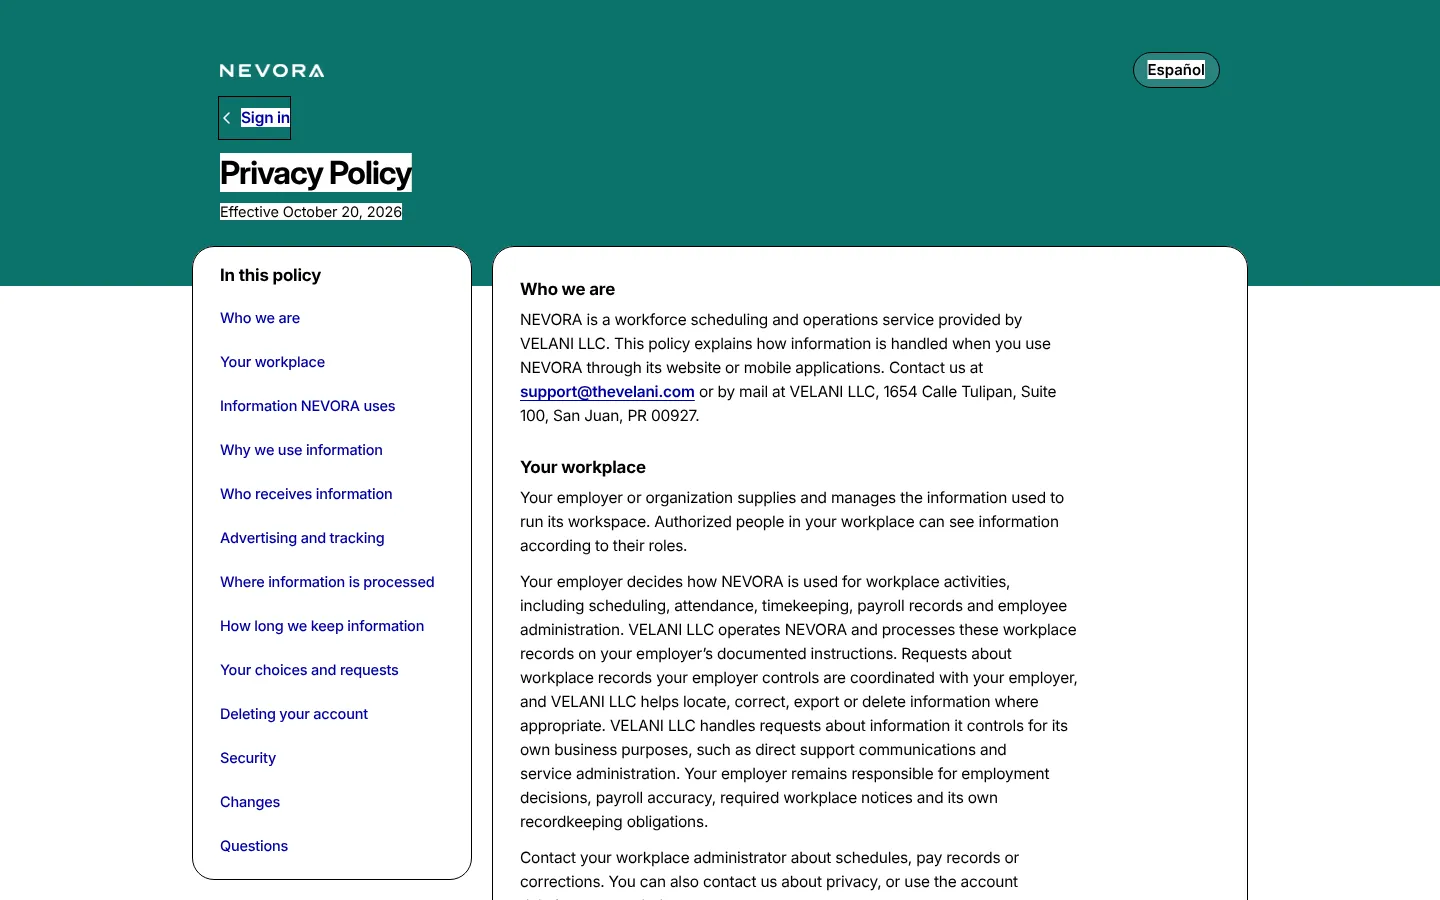 NEVORA
Español
Sign in
Privacy Policy
Effective October 20, 2026
In this policy
Who we are
Your workplace
Information NEVORA uses
Why we use information
Who receives information
Advertising and tracking
Where information is processed
How long we keep information
Your choices and requests
Deleting your account
Security
Changes
Questions
Who we are
NEVORA is a workforce scheduling and operations service provided by
VELANI LLC. This policy explains how information is handled when you use
NEVORA through its website or mobile applications. Contact us at
support@thevelani.com or by mail at VELANI LLC, 1654 Calle Tulipan, Suite
100, San Juan, PR 00927.
Your workplace
Your employer or organization supplies and manages the information used to
run its workspace. Authorized people in your workplace can see information
according to their roles.
Your employer decides how NEVORA is used for workplace activities,
including scheduling, attendance, timekeeping, payroll records and employee
administration. VELANI LLC operates NEVORA and processes these workplace
records on your employer’s documented instructions. Requests about
workplace records your employer controls are coordinated with your employer,
and VELANI LLC helps locate, correct, export or delete information where
appropriate. VELANI LLC handles requests about information it controls for its
own business purposes, such as direct support communications and
service administration. Your employer remains responsible for employment
decisions, payroll accuracy, required workplace notices and its own
recordkeeping obligations.
Contact your workplace administrator about schedules, pay records or
corrections. You can also contact us about privacy, or use the account